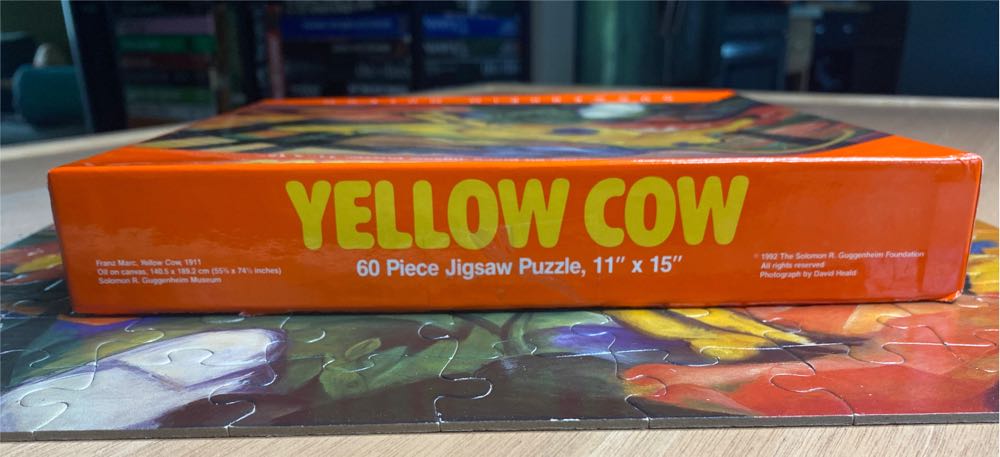 YELLOW COW
60 Piece Jigsaw Puzzle, 11" x 15"
Franz Marc, Yellow Cow, 1911
Oil on canvas, 140.5 x 189.2 cm (55⅜ x 74½ inches)
Solomon R. Guggenheim Museum
© 1992 The Solomon R. Guggenheim Foundation
All rights reserved
Photograph by David Heald